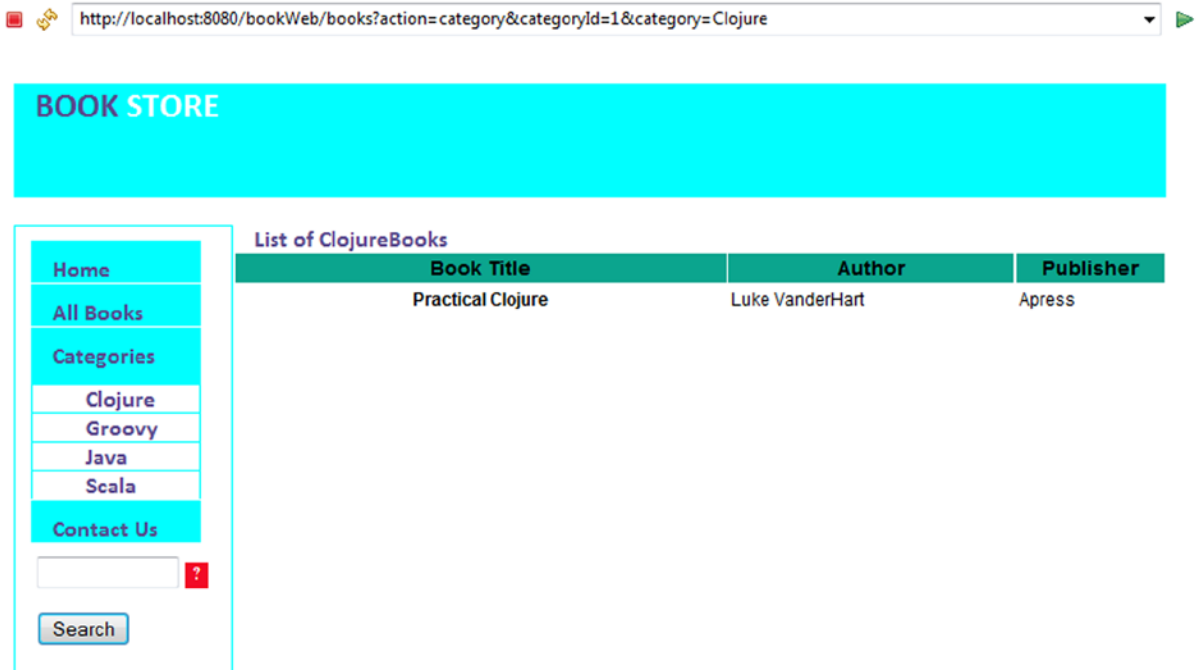 http://localhost:8080/bookWeb/books?action=category&categoryId=1&category=Clojure
BOOK STORE
Home
All Books
Categories
Clojure
Groovy
Java
Scala
Contact Us
?
Search
List of ClojureBooks
Book Title Author Publisher
Practical Clojure Luke VanderHart Apress